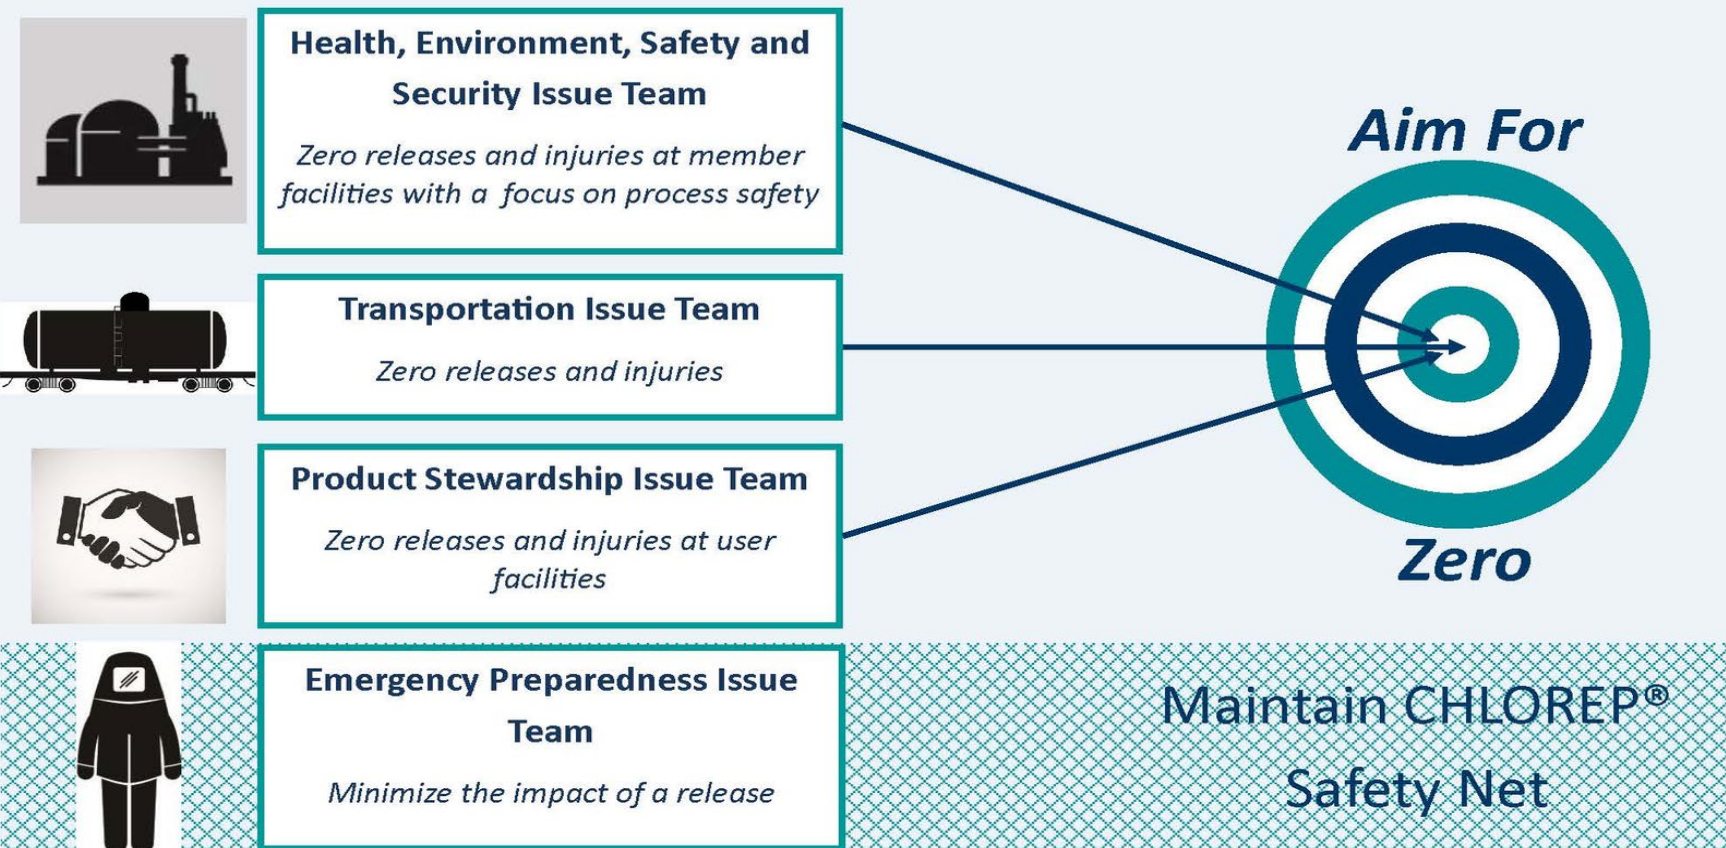 Health, Environment, Safety and
Security Issue Team
Zero releases and injuries at member
facilities with a focus on process safety
Aim For
Zero
Transportation Issue Team
Zero releases and injuries
Product Stewardship Issue Team
Zero releases and injuries at user
facilities
Emergency Preparedness Issue
Team
Minimize the impact of a release
Maintain CHLOREP®
Safety Net